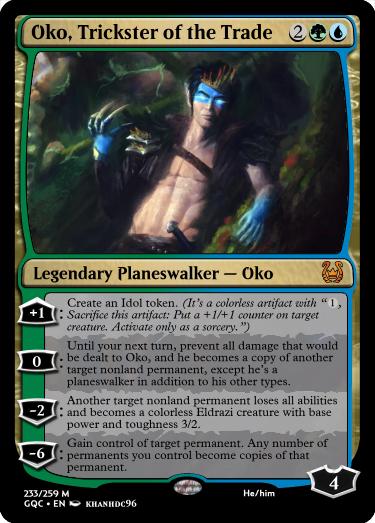 Oko, Trickster of the Trade 2
Legendary Planeswalker — Oko
+1: Create an Idol token. (It's a colorless artifact with "1,
Sacrifice this artifact: Put a +1/+1 counter on target
creature. Activate only as a sorcery.")
0: Until your next turn, prevent all damage that would
be dealt to Oko, and he becomes a copy of another
target nonland permanent, except he's a
planeswalker in addition to his other types.
-2: Another target nonland permanent loses all abilities
and becomes a colorless Eldrazi creature with base
power and toughness 3/2.
-6: Gain control of target permanent. Any number of
permanents you control become copies of that
permanent.
4
233/259 M He/him
GQC • EN KHANHDC96